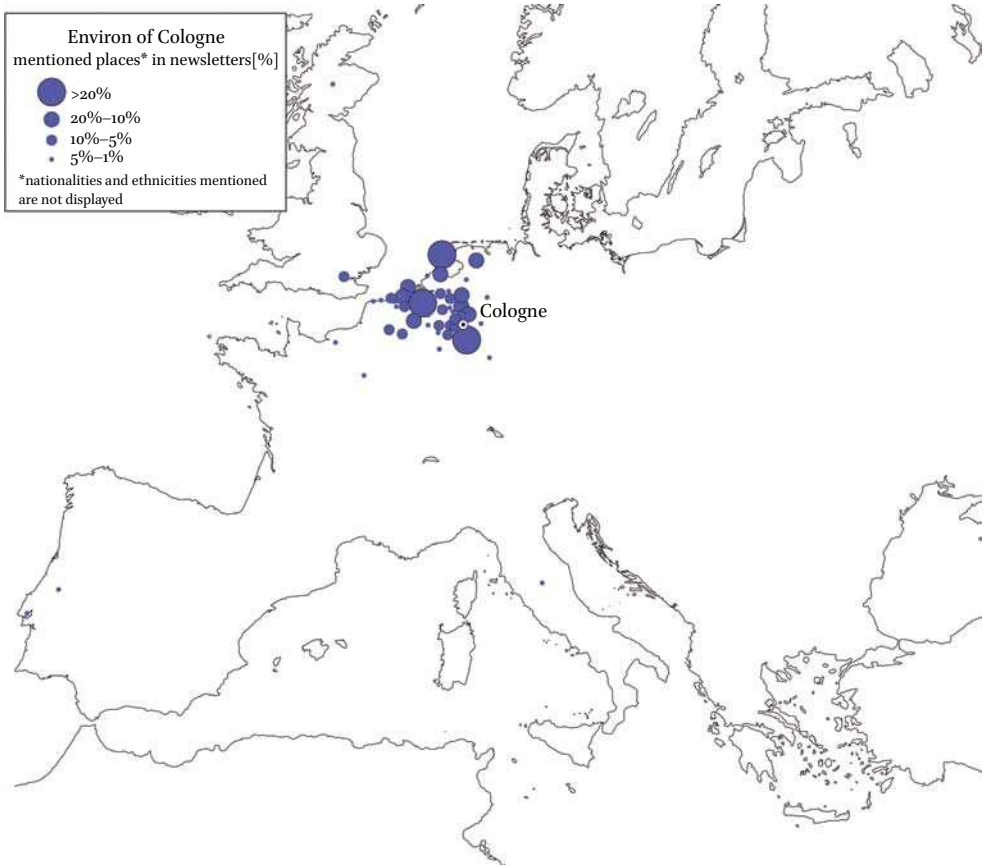 Environ of Cologne
mentioned places* in newsletters[%]
>20%
20%–10%
10%–5%
5%–1%
*nationalities and ethnicities mentioned
are not displayed
Cologne